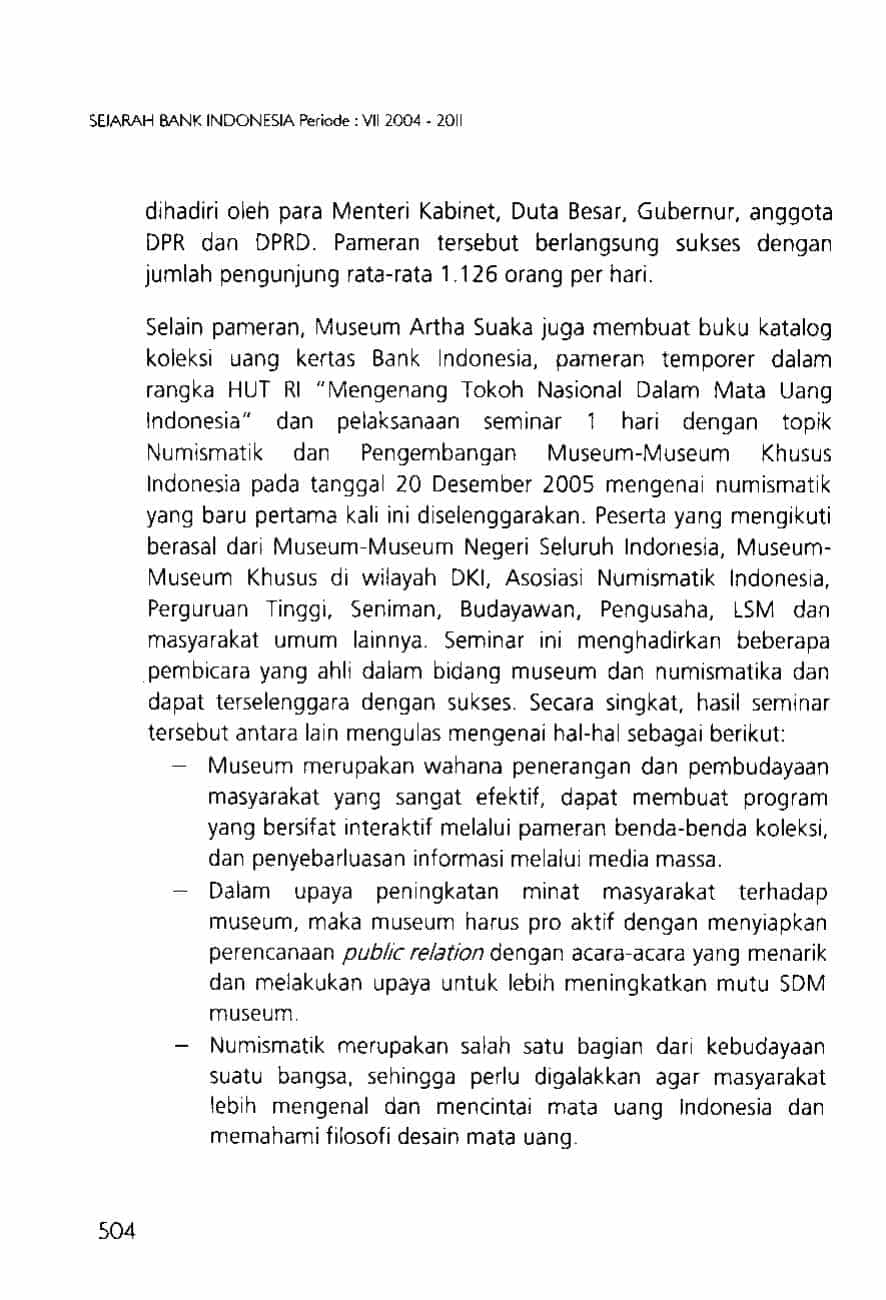 SEJARAH BANK INDONESIA Periode : VII 2004 - 2011
dihadiri oleh para Menteri Kabinet, Duta Besar, Gubernur, anggota
DPR dan DPRD. Pameran tersebut berlangsung sukses dengan
jumlah pengunjung rata-rata 1.126 orang per hari.
Selain pameran, Museum Artha Suaka juga membuat buku katalog
koleksi uang kertas Bank Indonesia, pameran temporer dalam
rangka HUT RI "Mengenang Tokoh Nasional Dalam Mata Uang
Indonesia" dan pelaksanaan seminar 1 hari dengan topik
Numismatik dan Pengembangan Museum-Museum Khusus
Indonesia pada tanggal 20 Desember 2005 mengenai numismatik
yang baru pertama kali ini diselenggarakan. Peserta yang mengikuti
berasal dari Museum-Museum Negeri Seluruh Indonesia, Museum-
Museum Khusus di wilayah DKI, Asosiasi Numismatik Indonesia,
Perguruan Tinggi, Seniman, Budayawan, Pengusaha, LSM dan
masyarakat umum lainnya. Seminar ini menghadirkan beberapa
pembicara yang ahli dalam bidang museum dan numismatika dan
dapat terselenggara dengan sukses. Secara singkat, hasil seminar
tersebut antara lain mengulas mengenai hal-hal sebagai berikut:
– Museum merupakan wahana penerangan dan pembudayaan
masyarakat yang sangat efektif, dapat membuat program
yang bersifat interaktif melalui pameran benda-benda koleksi,
dan penyebarluasan informasi melalui media massa.
– Dalam upaya peningkatan minat masyarakat terhadap
museum, maka museum harus pro aktif dengan menyiapkan
perencanaan public relation dengan acara-acara yang menarik
dan melakukan upaya untuk lebih meningkatkan mutu SDM
museum.
– Numismatik merupakan salah satu bagian dari kebudayaan
suatu bangsa, sehingga perlu digalakkan agar masyarakat
lebih mengenal dan mencintai mata uang Indonesia dan
memahami filosofi desain mata uang.
504